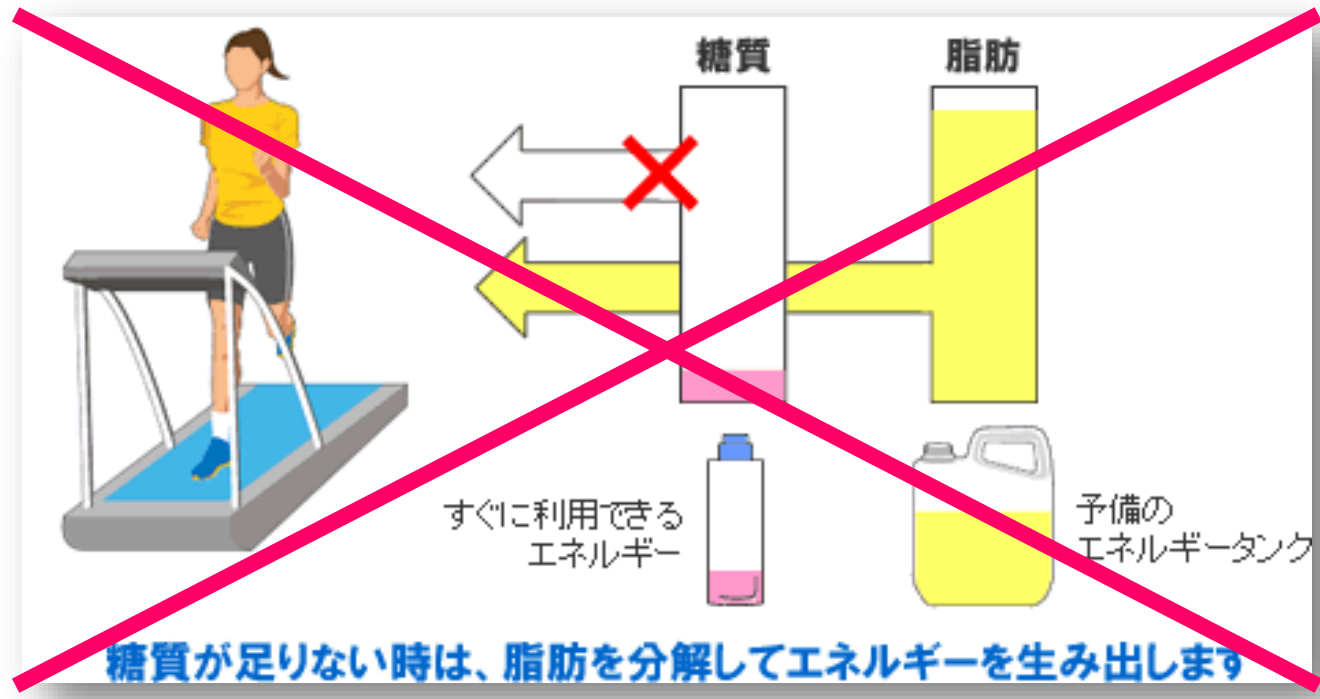 糖質
脂肪
すぐに利用できる
エネルギー
予備の
エネルギータンク
糖質が足りない時は、脂肪を分解してエネルギーを生み出します